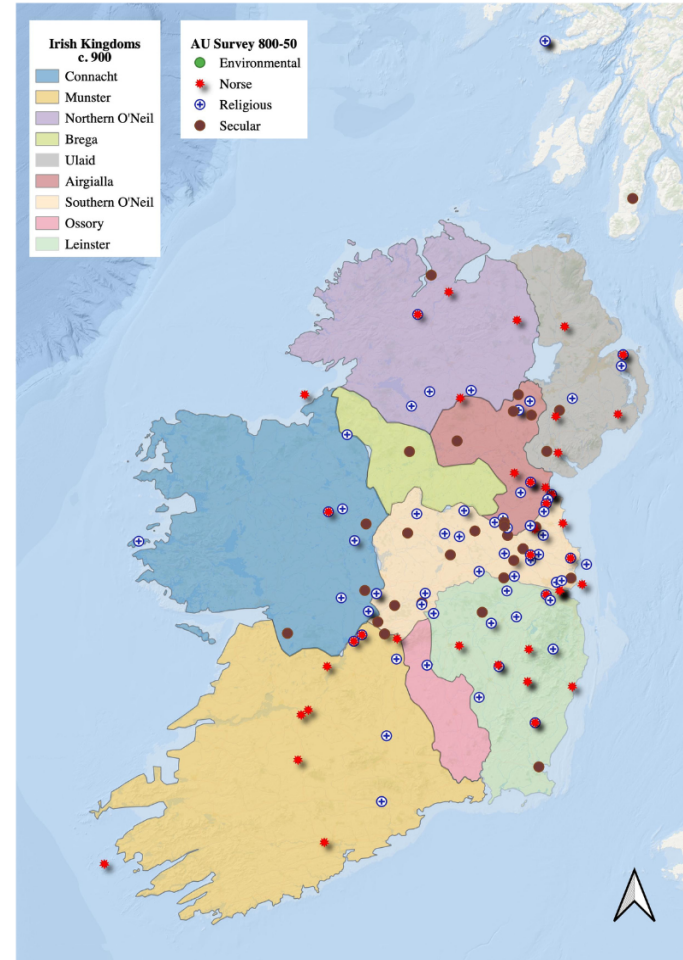 Irish Kingdoms
c. 900
Connacht
Munster
Northern O'Neil
Brega
Ulaid
Airgialla
Southern O'Neil
Ossory
Leinster
AU Survey 800-50
Environmental
Norse
Religious
Secular